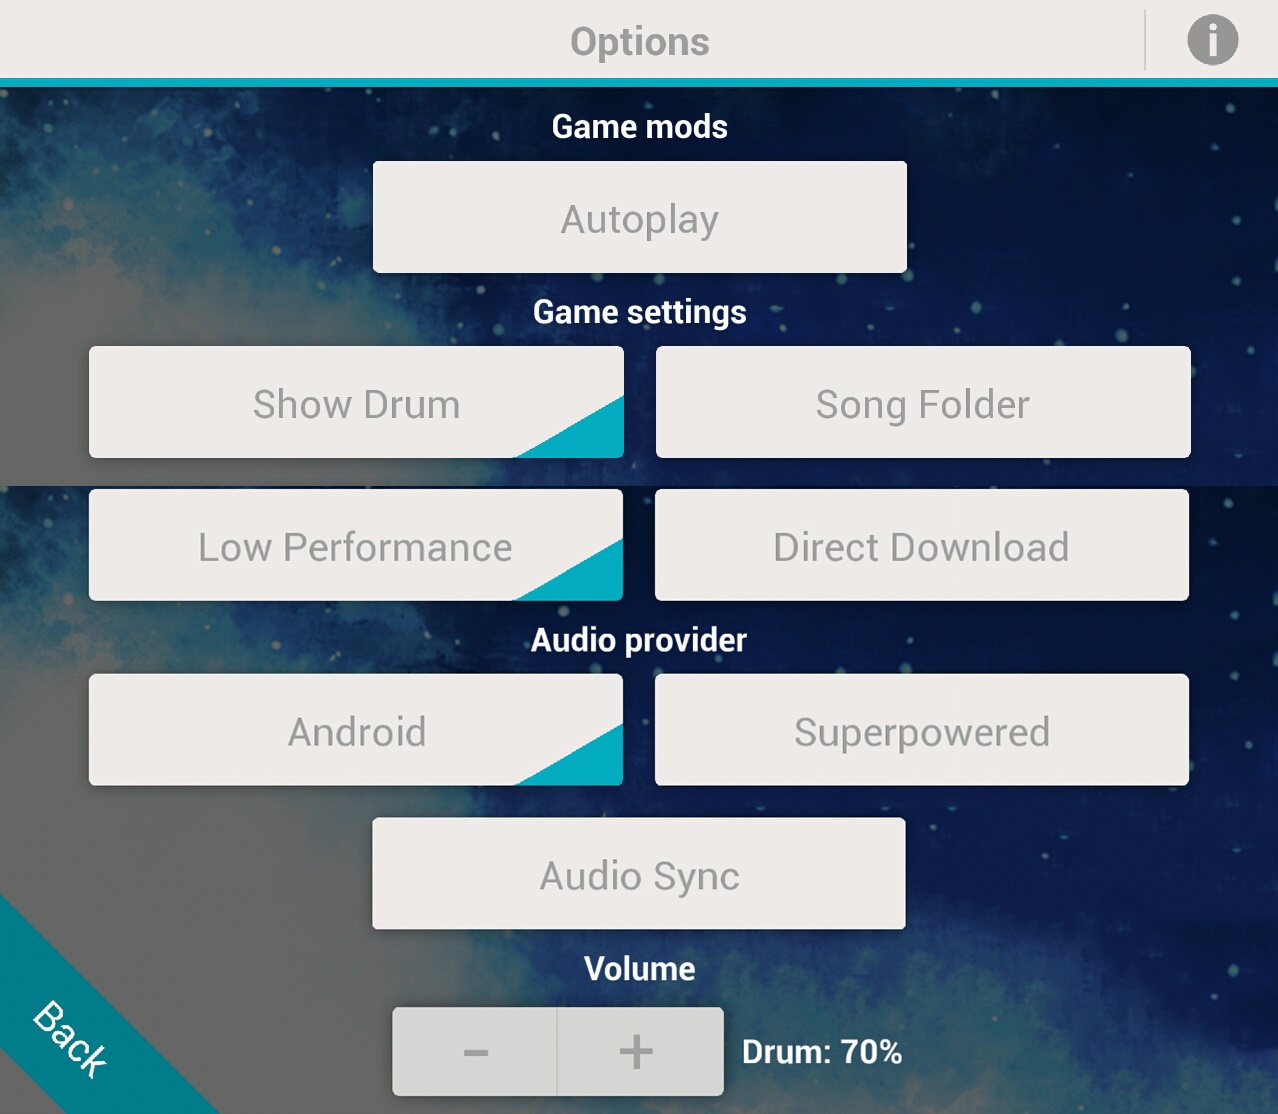 Options
i
Game mods
Autoplay
Game settings
Show Drum
Song Folder
Low Performance
Direct Download
Audio provider
Android
Superpowered
Audio Sync
Volume
- +
Drum: 70%
Back